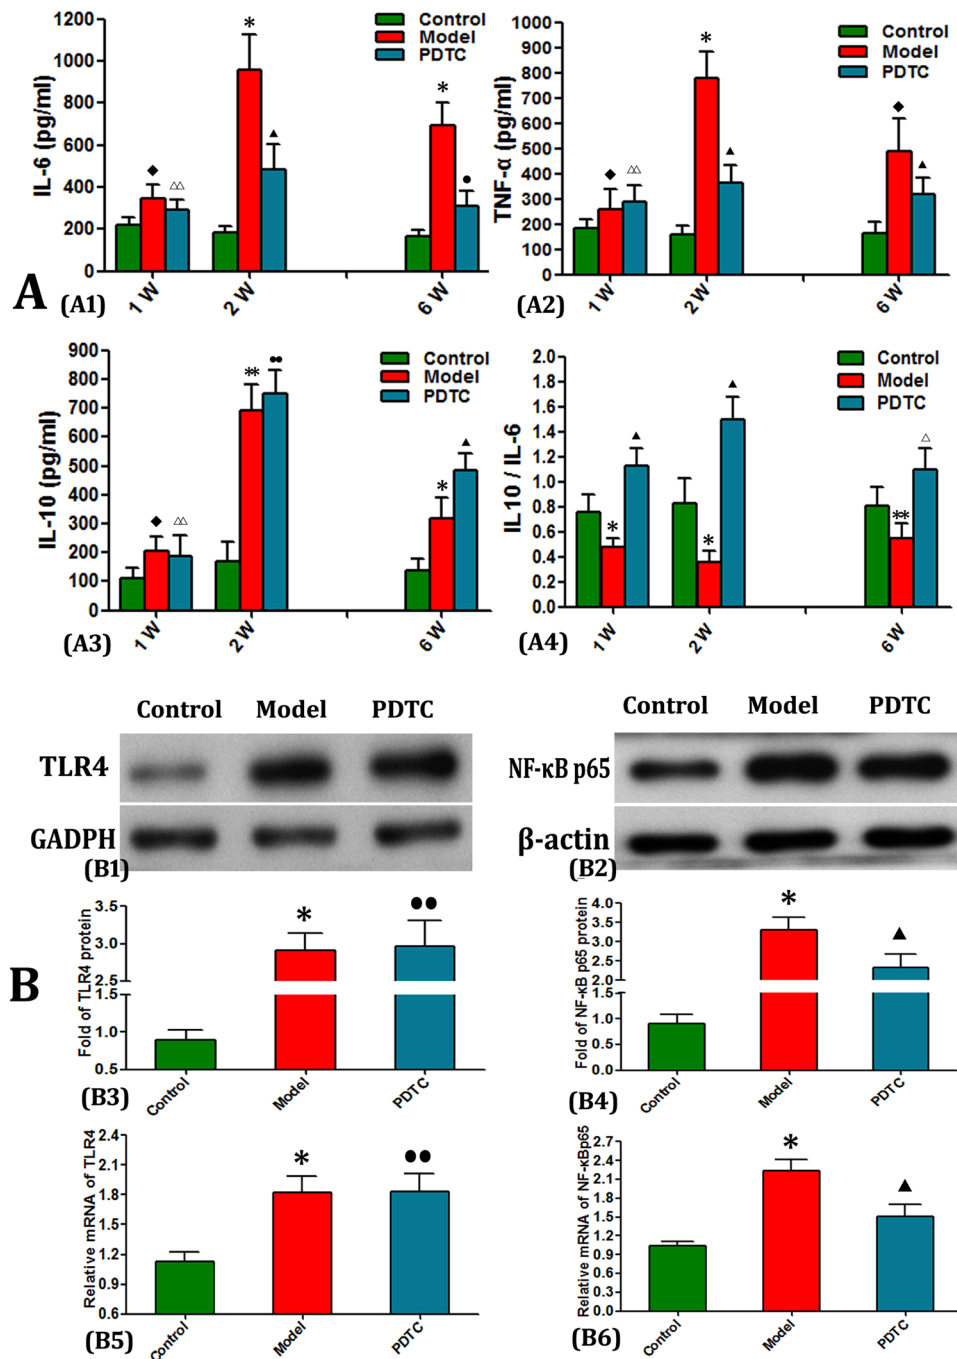 IL-6 (pg/ml)
1200
1000
800
600
400
200
0
*
*
◆
△△
▲
●
Control
Model
PDTC
1 W
2 W
6 W
(A1)
TNF-α (pg/ml)
1000
900
800
700
600
500
400
300
200
100
0
*
◆
◆
△△
▲
▲
Control
Model
PDTC
1 W
2 W
6 W
(A2)
A
IL-10 (pg/ml)
900
800
700
600
500
400
300
200
100
0
◆
△△
**
●●
*
▲
Control
Model
PDTC
1 W
2 W
6 W
(A3)
IL10 / IL-6
2.0
1.8
1.6
1.4
1.2
1.0
0.8
0.6
0.4
0.2
0.0
*
▲
*
▲
**
△
Control
Model
PDTC
1 W
2 W
6 W
(A4)
Control Model PDTC
TLR4
GADPH
(B1)
Control Model PDTC
NF-κB p65
β-actin
(B2)
B
Fold of TLR4 protein
3.5
3.0
2.5
1.5
1.0
0.5
*
●●
Control
Model
PDTC
(B3)
Fold of NF-κB p65 protein
4.0
3.5
3.0
2.5
2.0
1.5
1.0
0.5
0.0
*
▲
Control
Model
PDTC
(B4)
Relative mRNA of TLR4
2.4
2.1
1.8
1.5
1.2
0.9
0.6
*
●●
Control
Model
PDTC
(B5)
Relative mRNA of NF-κBp65
2.7
2.4
2.1
1.8
1.5
1.2
0.9
0.6
0.3
0.0
*
▲
Control
Model
PDTC
(B6)